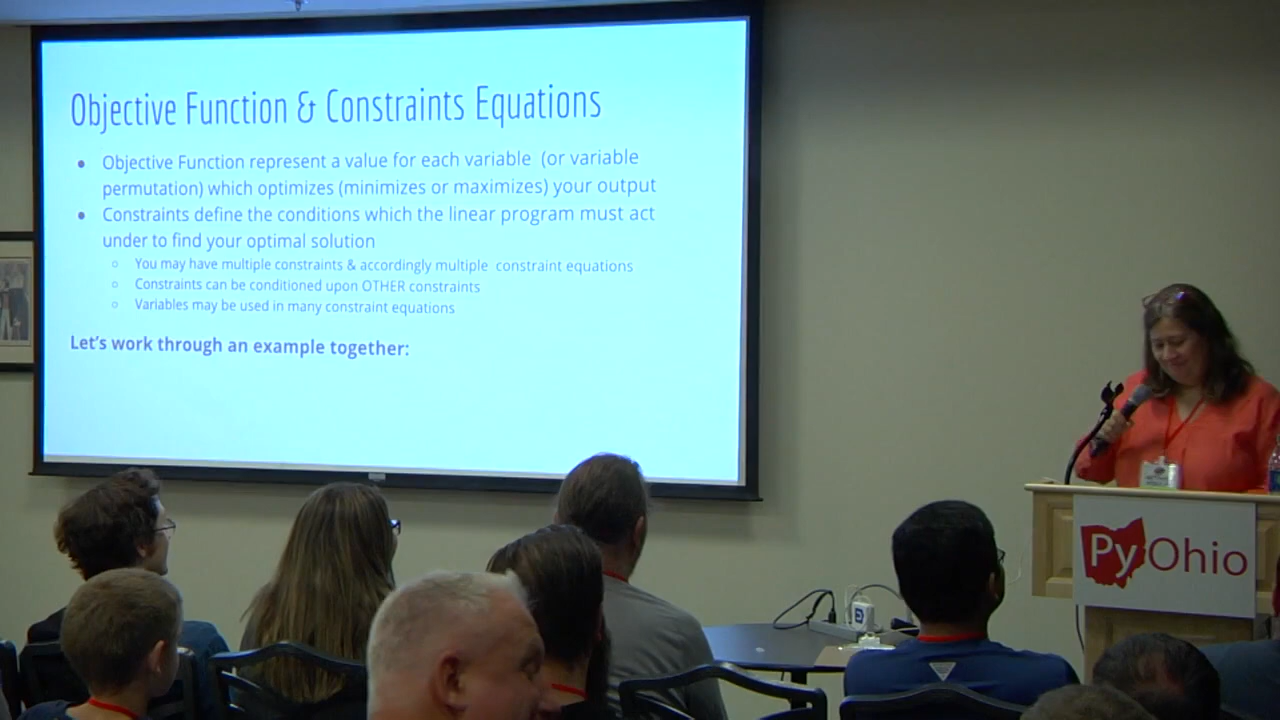 Objective Function & Constraints Equations
Objective Function represent a value for each variable (or variable
permutation) which optimizes (minimizes or maximizes) your output
Constraints define the conditions which the linear program must act
under to find your optimal solution
You may have multiple constraints & accordingly multiple constraint equations
Constraints can be conditioned upon OTHER constraints
Variables may be used in many constraint equations
Let's work through an example together:
PyOhio